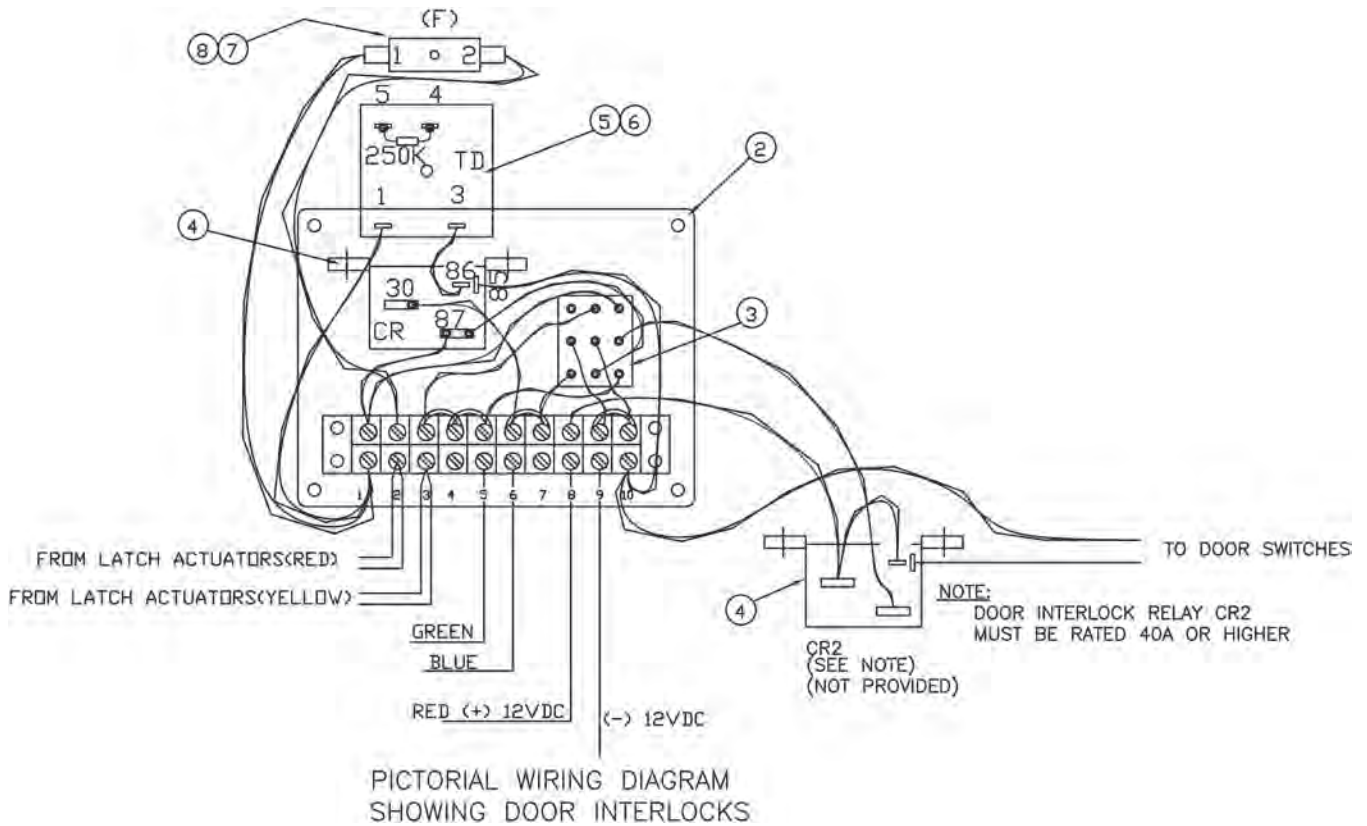 (F)
8 7
1 2
5 4
5 6
250K TD
2
1 3
4
86
85
30
87
CR
3
1 2 3 4 5 6 7 8 9 10
FROM LATCH ACTUATORS(RED)
TO DOOR SWITCHES
FROM LATCH ACTUATORS(YELLOW)
4
NOTE:
DOOR INTERLOCK RELAY CR2
MUST BE RATED 40A OR HIGHER
GREEN
BLUE
CR2
(SEE NOTE)
(NOT PROVIDED)
RED (+) 12VDC
(-) 12VDC
PICTORIAL WIRING DIAGRAM
SHOWING DOOR INTERLOCKS